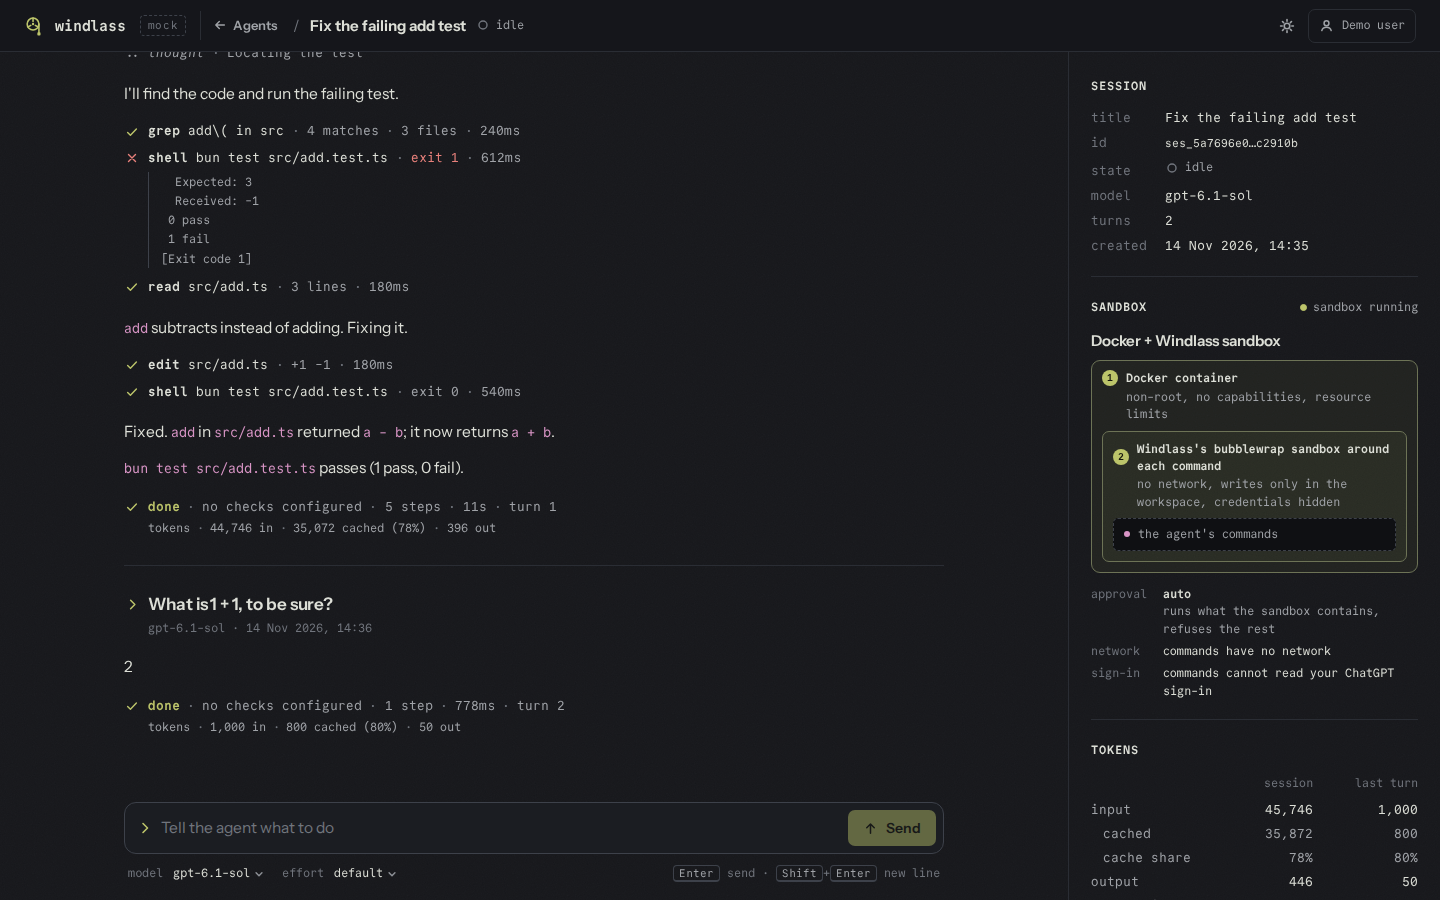 windlass mock ← Agents / Fix the failing add test idle
Demo user
thought · Locating the test
I'll find the code and run the failing test.
grep add\( in src · 4 matches · 3 files · 240ms
shell bun test src/add.test.ts · exit 1 · 612ms
Expected: 3
Received: -1
0 pass
1 fail
[Exit code 1]
read src/add.ts · 3 lines · 180ms
add subtracts instead of adding. Fixing it.
edit src/add.ts · +1 -1 · 180ms
shell bun test src/add.test.ts · exit 0 · 540ms
Fixed. add in src/add.ts returned a - b; it now returns a + b.
bun test src/add.test.ts passes (1 pass, 0 fail).
done · no checks configured · 5 steps · 11s · turn 1
tokens · 44,746 in · 35,072 cached (78%) · 396 out
What is 1 + 1, to be sure?
gpt-6.1-sol · 14 Nov 2026, 14:36
2
done · no checks configured · 1 step · 778ms · turn 2
tokens · 1,000 in · 800 cached (80%) · 50 out
Tell the agent what to do
Send
model gpt-6.1-sol effort default
Enter send · Shift+Enter new line
SESSION
title Fix the failing add test
id ses_5a7696e0…c2910b
state idle
model gpt-6.1-sol
turns 2
created 14 Nov 2026, 14:35
SANDBOX sandbox running
Docker + Windlass sandbox
1 Docker container
non-root, no capabilities, resource
limits
2 Windlass's bubblewrap sandbox around
each command
no network, writes only in the
workspace, credentials hidden
the agent's commands
approval auto
runs what the sandbox contains,
refuses the rest
network commands have no network
sign-in commands cannot read your ChatGPT
sign-in
TOKENS
session last turn
input 45,746 1,000
cached 35,872 800
cache share 78% 80%
output 446 50